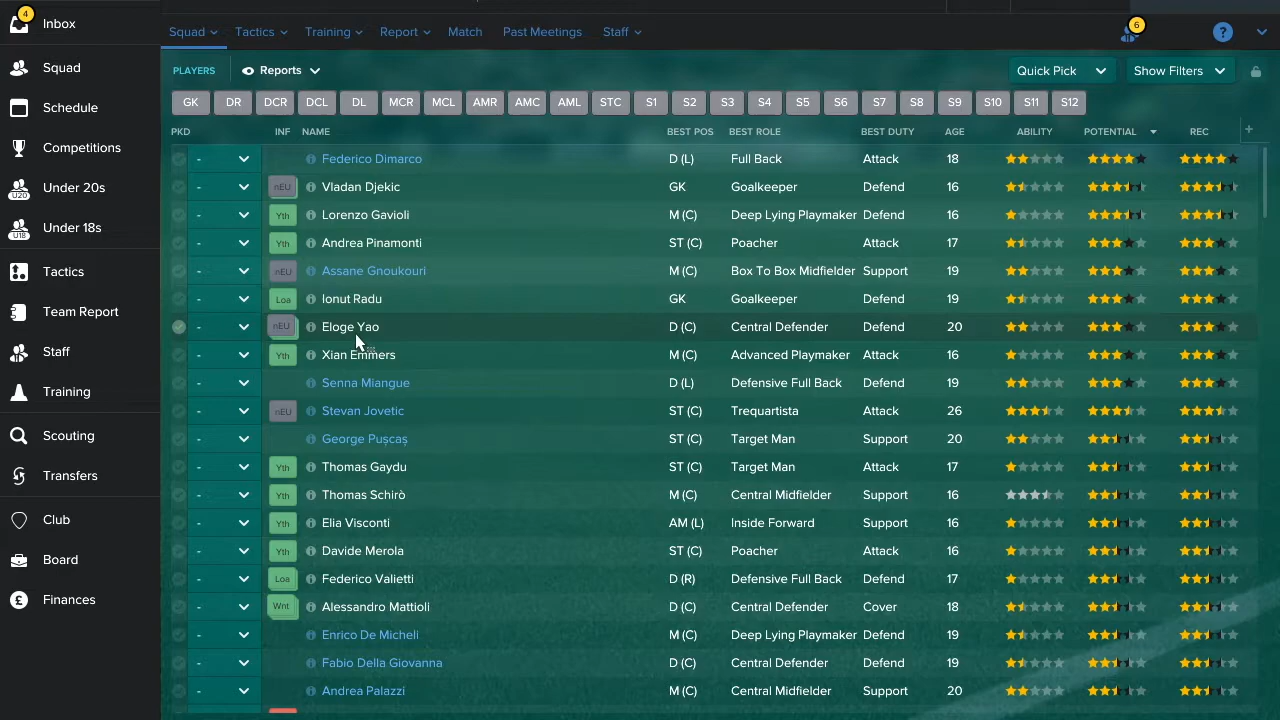 4
Inbox
Squad
Schedule
Competitions
Under 20s
U20
Under 18s
U18
Tactics
Team Report
Staff
Training
Scouting
Transfers
Club
Board
£ Finances
Squad Tactics Training Report Match Past Meetings Staff 6 ?
PLAYERS Reports Quick Pick Show Filters
GK DR DCR DCL DL MCR MCL AMR AMC AML STC S1 S2 S3 S4 S5 S6 S7 S8 S9 S10 S11 S12
PKD INF NAME BEST POS BEST ROLE BEST DUTY AGE ABILITY POTENTIAL REC +
- Federico Dimarco D (L) Full Back Attack 18
- nEU Vladan Djekic GK Goalkeeper Defend 16
- Yth Lorenzo Gavioli M (C) Deep Lying Playmaker Defend 16
- Yth Andrea Pinamonti ST (C) Poacher Attack 17
- nEU Assane Gnoukouri M (C) Box To Box Midfielder Support 19
- Loa Ionut Radu GK Goalkeeper Defend 19
- nEU Eloge Yao D (C) Central Defender Defend 20
- Yth Xian Emmers M (C) Advanced Playmaker Attack 16
- Senna Miangue D (L) Defensive Full Back Defend 19
- nEU Stevan Jovetic ST (C) Trequartista Attack 26
- George Pușcaș ST (C) Target Man Support 20
- Yth Thomas Gaydu ST (C) Target Man Attack 17
- Yth Thomas Schirò M (C) Central Midfielder Support 16
- Yth Elia Visconti AM (L) Inside Forward Support 16
- Yth Davide Merola ST (C) Poacher Attack 16
- Loa Federico Valietti D (R) Defensive Full Back Defend 17
- Wnt Alessandro Mattioli D (C) Central Defender Cover 18
- Enrico De Micheli M (C) Deep Lying Playmaker Defend 19
- Fabio Della Giovanna D (C) Central Defender Defend 19
- Andrea Palazzi M (C) Central Midfielder Support 20